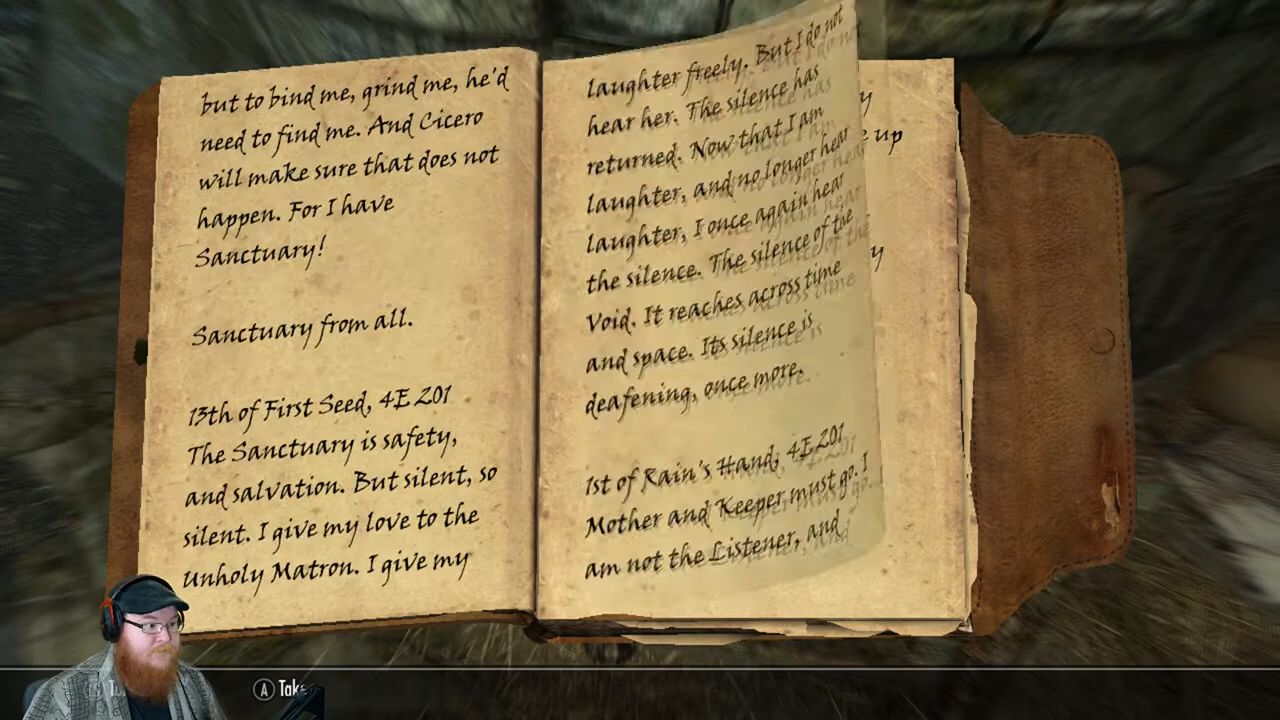 but to bind me, grind me, he'd
need to find me. And Cicero
will make sure that does not
happen. For I have
Sanctuary!
Sanctuary from all.
13th of First Seed, 4E 201
The Sanctuary is safety,
and salvation. But silent, so
silent. I give my love to the
Unholy Matron. I give my
laughter freely. But I do not
hear her. The silence has
returned. Now that I am
laughter, and no longer hear
laughter, I once again hear
the silence. The silence of the
Void. It reaches across time
and space. Its silence is
deafening, once more.
1st of Rain's Hand, 4E 201
Mother and Keeper must go. I
am not the Listener, and
up
Ⓐ Take